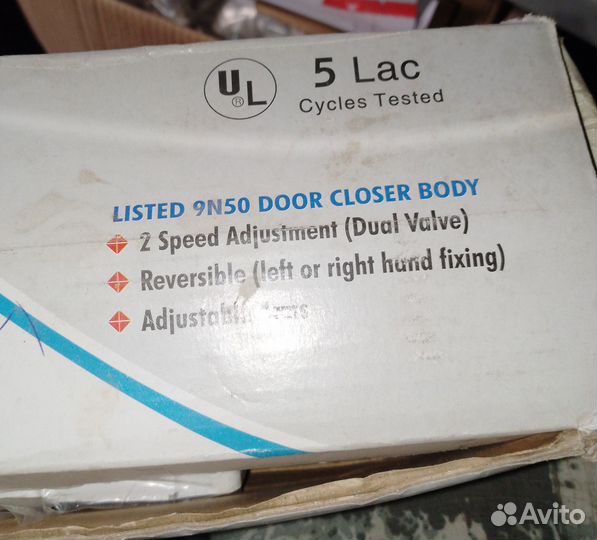 UL ® 5 Lac
Cycles Tested
LISTED 9N50 DOOR CLOSER BODY
2 Speed Adjustment (Dual Valve)
Reversible (left or right hand fixing)
Avito